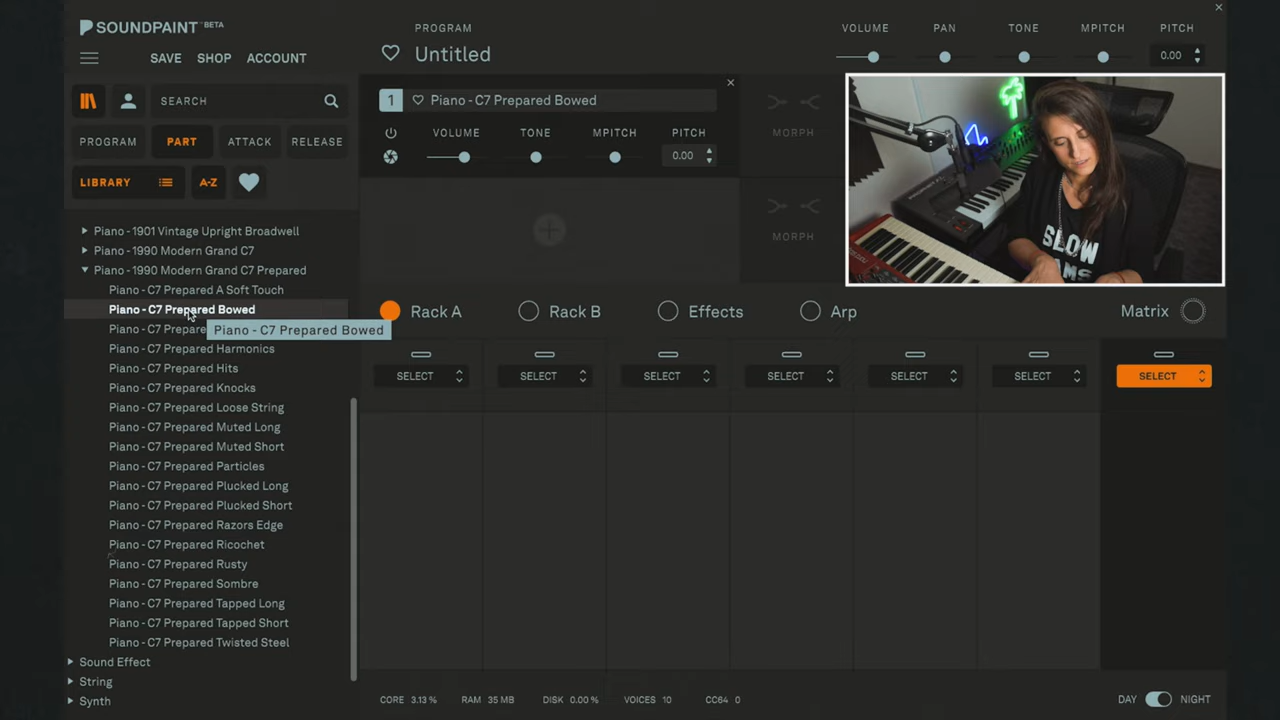 SOUNDPAINT BETA
SAVE SHOP ACCOUNT
PROGRAM
Untitled
VOLUME PAN TONE MPITCH PITCH
0.00
SEARCH
PROGRAM PART ATTACK RELEASE
LIBRARY A-Z
1 Piano - C7 Prepared Bowed
VOLUME TONE MPITCH PITCH
0.00
MORPH
MORPH
Piano - 1901 Vintage Upright Broadwell
Piano - 1990 Modern Grand C7
Piano - 1990 Modern Grand C7 Prepared
Piano - C7 Prepared A Soft Touch
Piano - C7 Prepared Bowed
Piano - C7 Prepared Bowed
Piano - C7 Prepared Harmonics
Piano - C7 Prepared Hits
Piano - C7 Prepared Knocks
Piano - C7 Prepared Loose String
Piano - C7 Prepared Muted Long
Piano - C7 Prepared Muted Short
Piano - C7 Prepared Particles
Piano - C7 Prepared Plucked Long
Piano - C7 Prepared Plucked Short
Piano - C7 Prepared Razors Edge
Piano - C7 Prepared Ricochet
Piano - C7 Prepared Rusty
Piano - C7 Prepared Sombre
Piano - C7 Prepared Tapped Long
Piano - C7 Prepared Tapped Short
Piano - C7 Prepared Twisted Steel
Sound Effect
String
Synth
Rack A Rack B Effects Arp Matrix
SELECT SELECT SELECT SELECT SELECT SELECT SELECT
CORE 3.13 % RAM 35 MB DISK 0.00 % VOICES 10 CC64 0
DAY NIGHT
SLOW